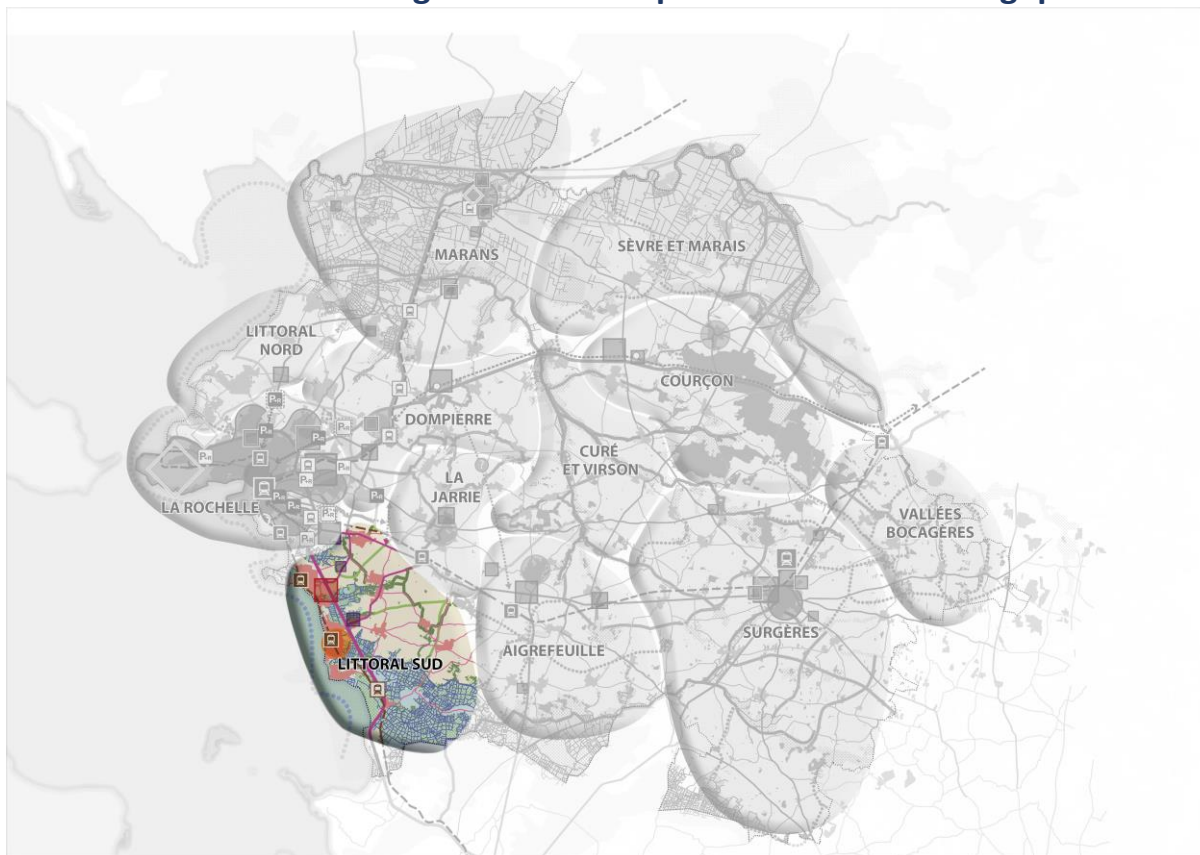 MARANS
SÈVRE ET MARAIS
LITTORAL
NORD
COURÇON
DOMPIERRE
CURÉ
ET VIRSON
LA
JARRIE
LA ROCHELLE
VALLÉES
BOCAGÈRES
SURGÈRES
AIGREFEUILLE
LITTORAL SUD